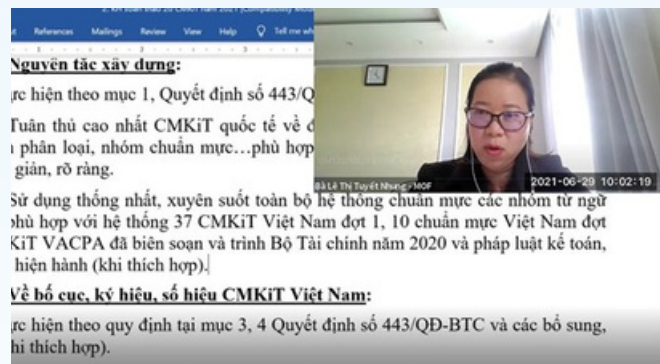 References Mailings Review View Help Tell me wh
Nguyên tắc xây dựng:
ực hiện theo mục 1, Quyết định số 443/Q
Tuân thủ cao nhất CMKiT quốc tế về đ
phân loại, nhóm chuẩn mực…phù hợp
giản, rõ ràng.
Bà Lê Thị Tuyết Nhung - MOF
2021-06-29 10:02:19
Sử dụng thống nhất, xuyên suốt toàn bộ hệ thống chuẩn mực các nhóm từ ngữ
phù hợp với hệ thống 37 CMKiT Việt Nam đợt 1, 10 chuẩn mực Việt Nam đợt
KiT VACPA đã biên soạn và trình Bộ Tài chính năm 2020 và pháp luật kế toán,
hiện hành (khi thích hợp).
Về bố cục, ký hiệu, số hiệu CMKiT Việt Nam:
ực hiện theo quy định tại mục 3, 4 Quyết định số 443/QĐ-BTC và các bổ sung,
hi thích hợp).